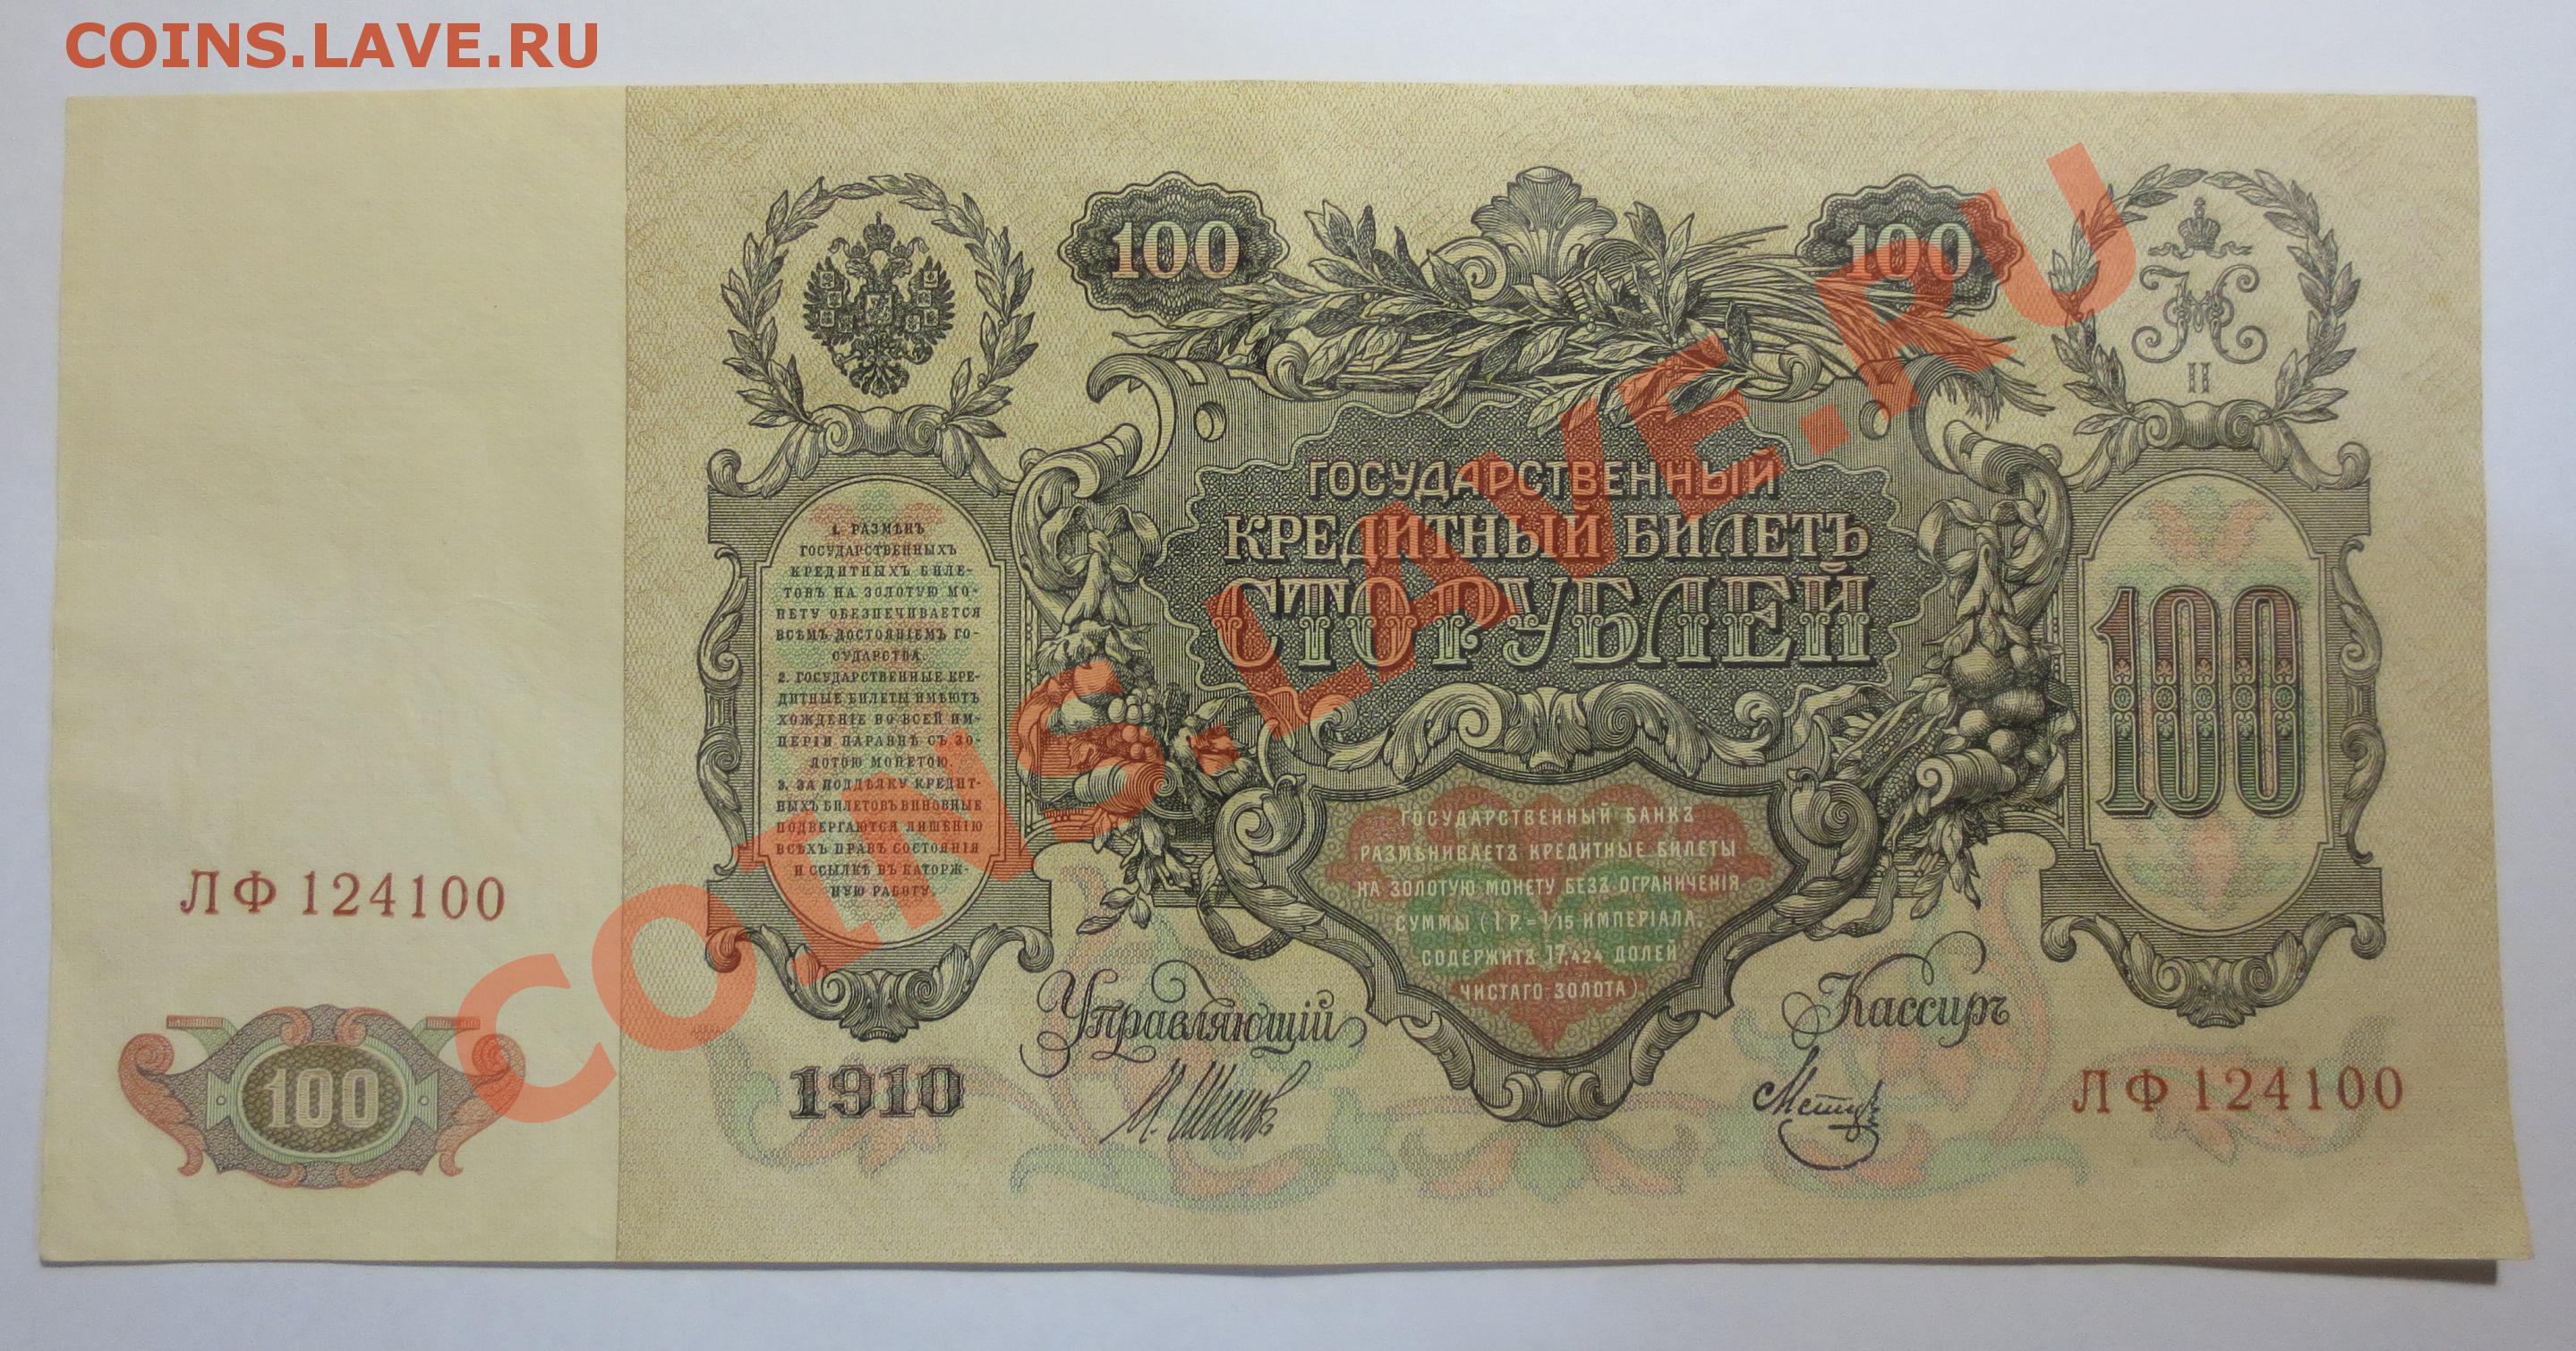 COINS.LAVE.RU
100
100
II
ГОСУДАРСТВЕННЫЙ
КРЕДИТНЫЙ БИЛЕТЪ
СТО РУБЛЕЙ
1. РАЗМѢНЪ
ГОСУДАРСТВЕННЫХЪ
КРЕДИТНЫХЪ БИЛЕ-
ТОВЪ НА ЗОЛОТУЮ МО-
НЕТУ ОБЕЗПЕЧИВАЕТСЯ
ВСѢМЪ ДОСТОЯНІЕМЪ ГО-
СУДАРСТВА.
2. ГОСУДАРСТВЕННЫЕ КРЕ-
ДИТНЫЕ БИЛЕТЫ ИМѢЮТЪ
ХОЖДЕНІЕ ВО ВСЕЙ ИМ-
ПЕРІИ НАРАВНѢ СЪ ЗО-
ЛОТОЮ МОНЕТОЮ.
3. ЗА ПОДДѢЛКУ КРЕДИТ-
НЫХЪ БИЛЕТОВЪ ВИНОВНЫЕ
ПОДВЕРГАЮТСЯ ЛИШЕНІЮ
ВСѢХЪ ПРАВЪ СОСТОЯНІЯ
И ССЫЛКѢ ВЪ КАТОРЖ-
НУЮ РАБОТУ.
100
ГОСУДАРСТВЕННЫЙ БАНКЪ
РАЗМѢНИВАЕТЪ КРЕДИТНЫЕ БИЛЕТЫ
НА ЗОЛОТУЮ МОНЕТУ БЕЗЪ ОГРАНИЧЕНІЯ
СУММЫ (1 Р. = 1/15 ИМПЕРІАЛА,
СОДЕРЖИТЪ 17,424 ДОЛЕЙ
ЧИСТАГО ЗОЛОТА).
ЛФ 124100
Управляющій
Кассиръ
100
1910
И. Шиповъ
ЛФ 124100
COINS.LAVE.RU